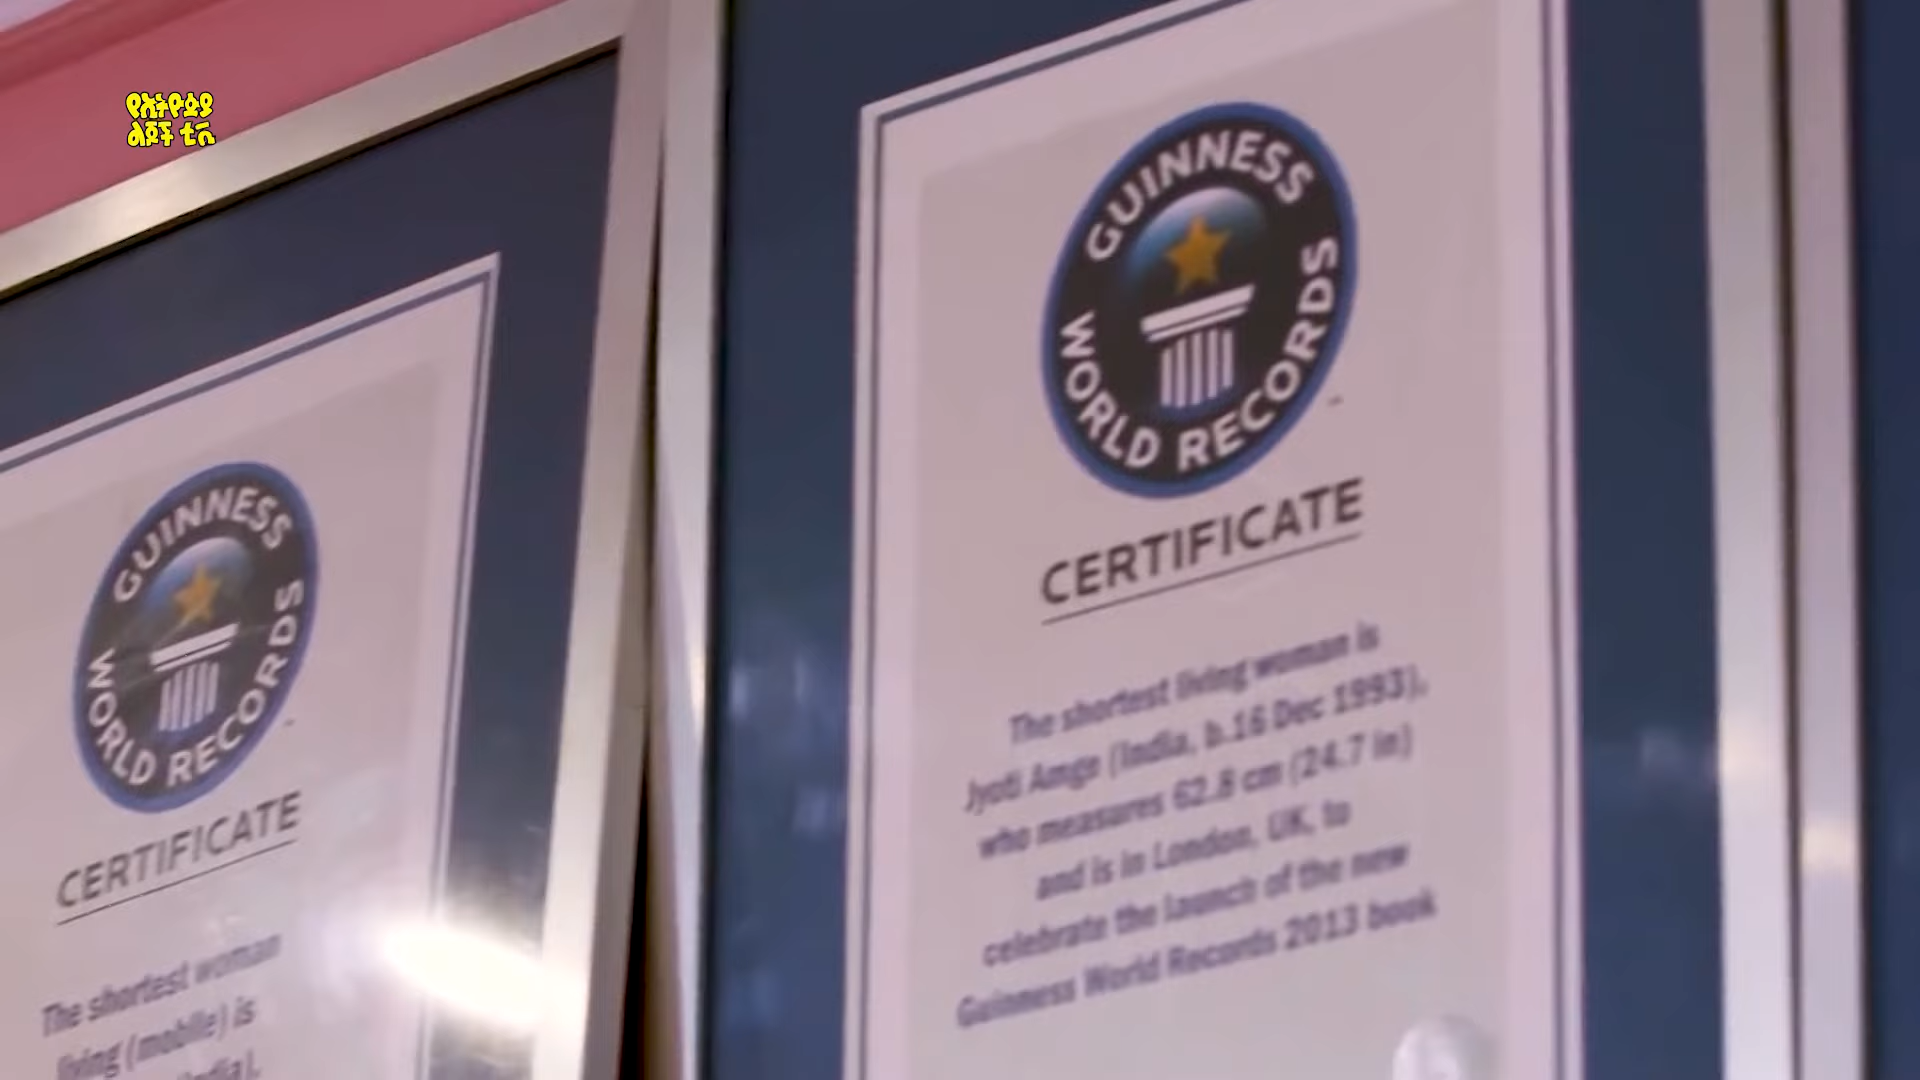 የኢትዮጵያ
ልጆች ቲቪ
GUINNESS
WORLD RECORDS
CERTIFICATE
The shortest woman
living (mobile) is
GUINNESS
WORLD RECORDS
CERTIFICATE
The shortest living woman is
Jyoti Amge (India, b.16 Dec 1993),
who measures 62.8 cm (24.7 in)
and is in London, UK, to
celebrate the launch of the new
Guinness World Records 2013 book